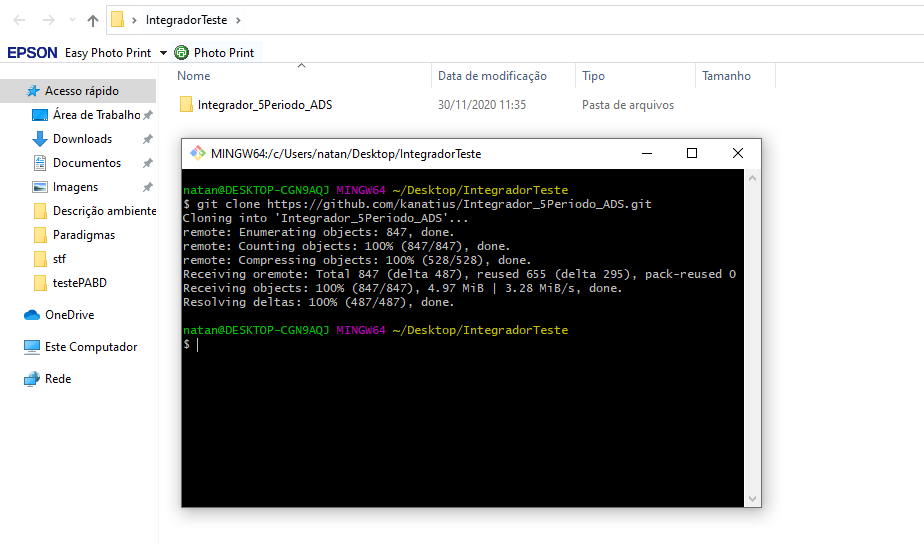 IntegradorTeste
EPSON Easy Photo Print Photo Print
Nome Data de modificação Tipo Tamanho
Acesso rápido
Área de Trabalho
Downloads
Documentos
Imagens
Descrição ambiente
Paradigmas
stf
testePABD
OneDrive
Este Computador
Rede
Integrador_5Periodo_ADS 30/11/2020 11:35 Pasta de arquivos
MINGW64:/c/Users/natan/Desktop/IntegradorTeste
natan@DESKTOP-CGN9AQJ MINGW64 ~/Desktop/IntegradorTeste
$ git clone https://github.com/kanatius/Integrador_5Periodo_ADS.git
Cloning into 'Integrador_5Periodo_ADS'...
remote: Enumerating objects: 847, done.
remote: Counting objects: 100% (847/847), done.
remote: Compressing objects: 100% (528/528), done.
Receiving oremote: Total 847 (delta 487), reused 655 (delta 295), pack-reused 0
Receiving objects: 100% (847/847), 4.97 MiB | 3.28 MiB/s, done.
Resolving deltas: 100% (487/487), done.
natan@DESKTOP-CGN9AQJ MINGW64 ~/Desktop/IntegradorTeste
$